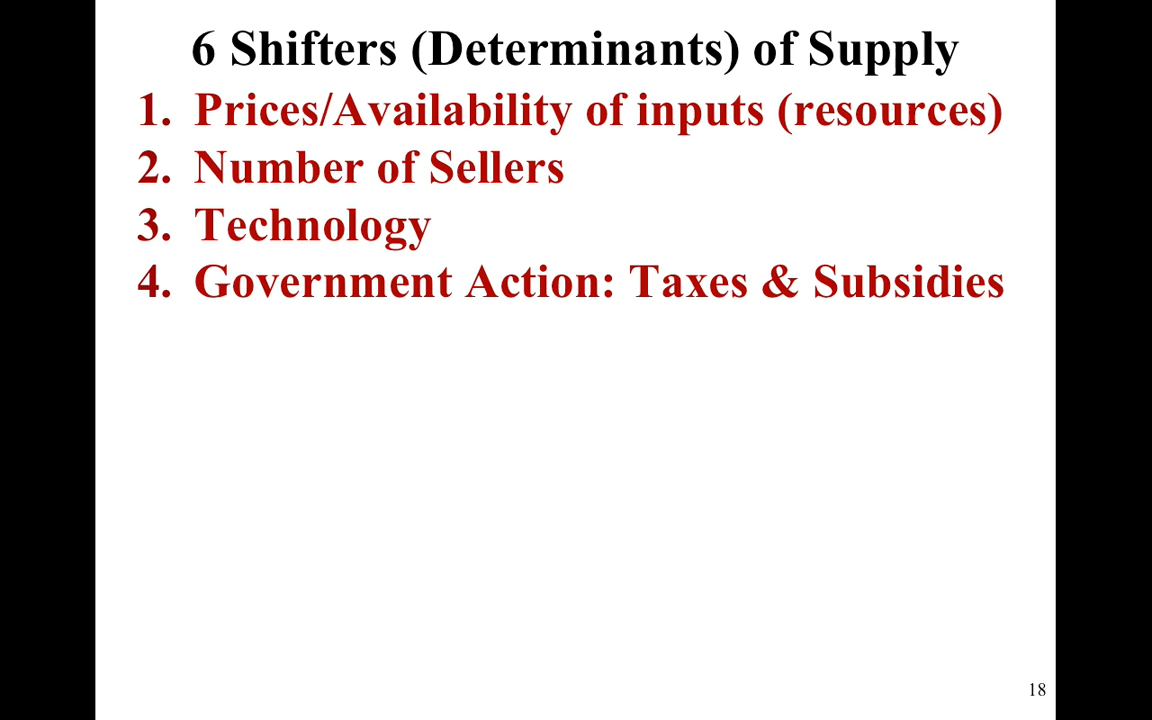 6 Shifters (Determinants) of Supply
1. Prices/Availability of inputs (resources)
2. Number of Sellers
3. Technology
4. Government Action: Taxes & Subsidies
18